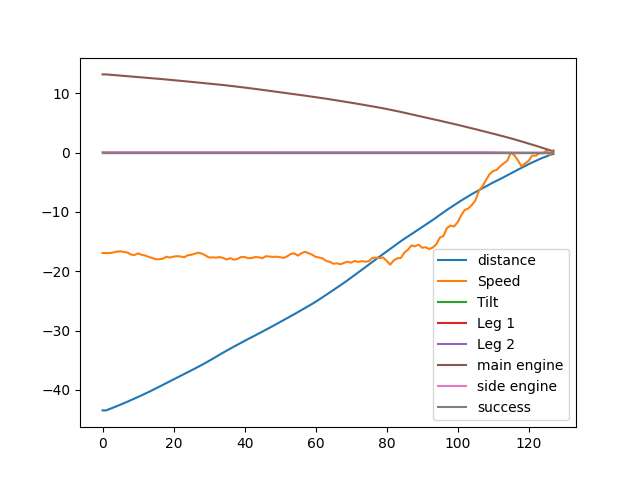 10
0
−10
−20
−30
−40
0 20 40 60 80 100 120
distance
Speed
Tilt
Leg 1
Leg 2
main engine
side engine
success